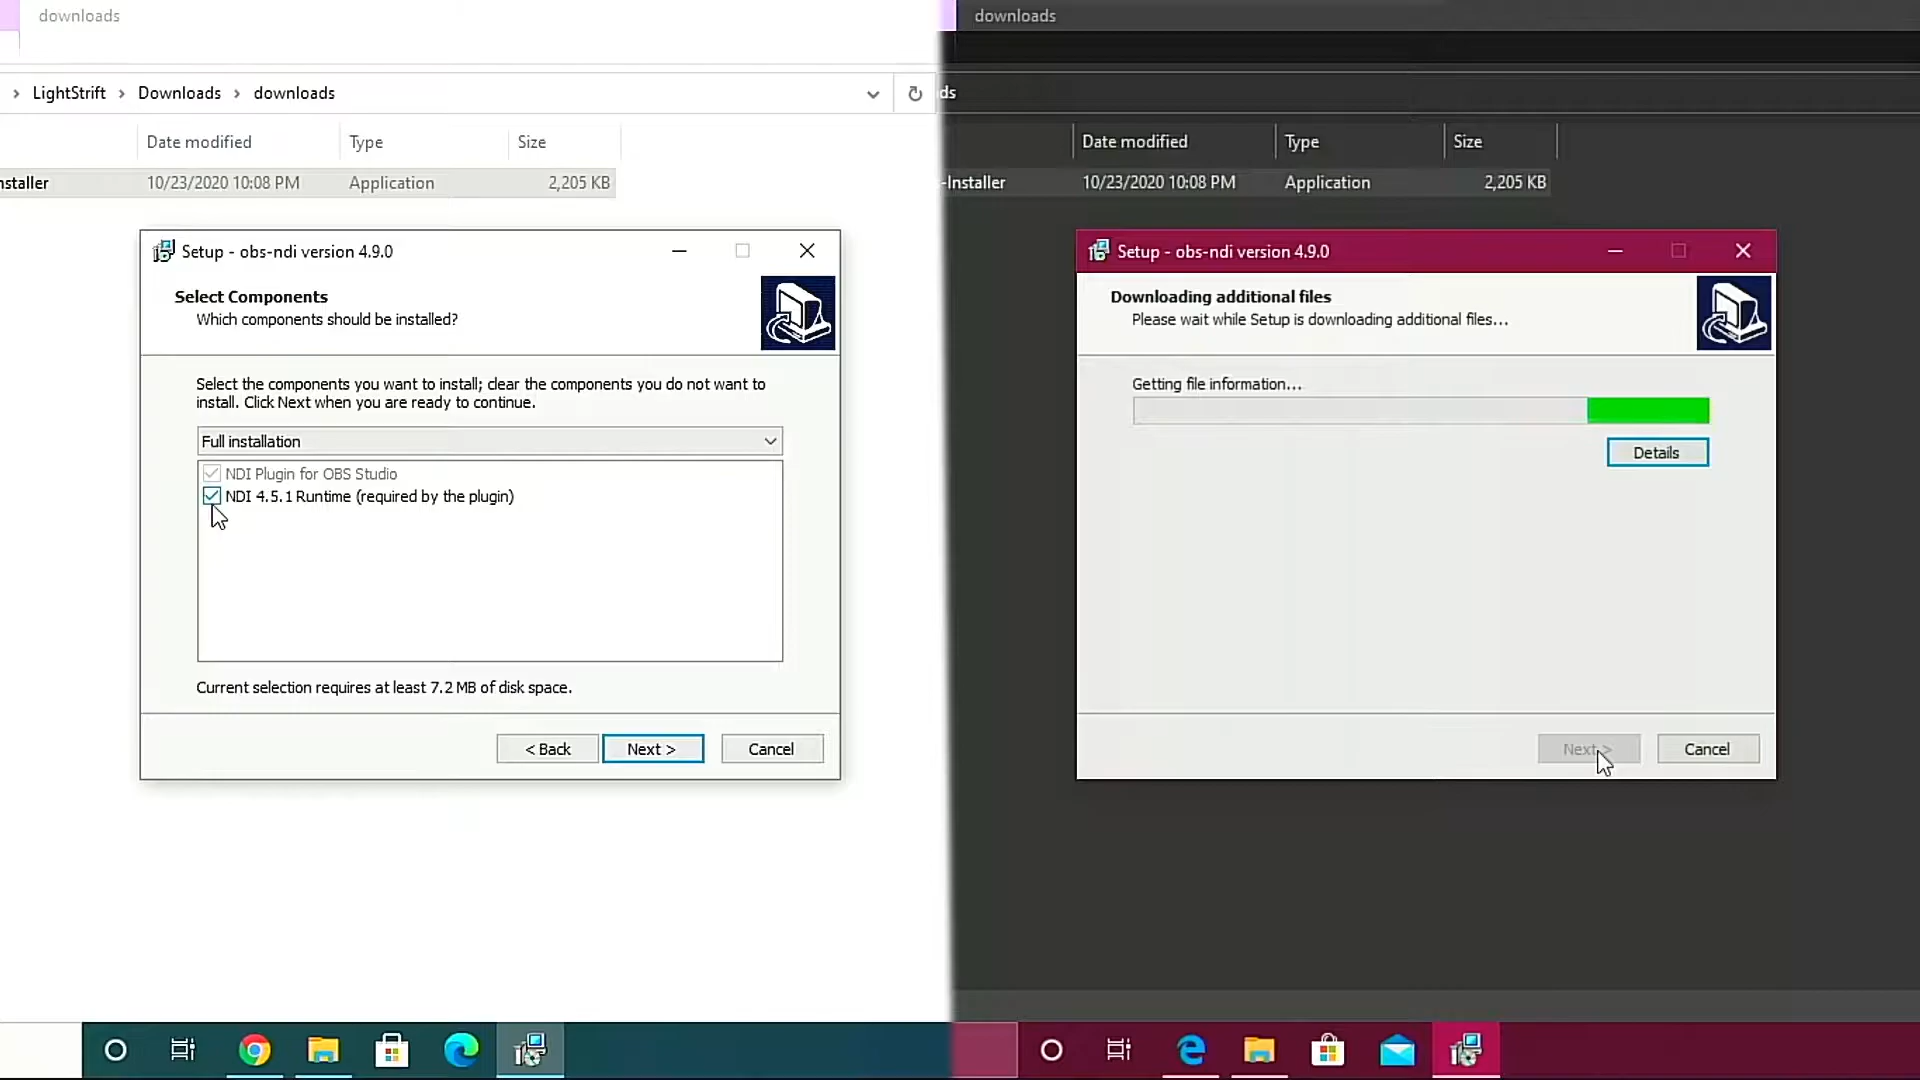 downloads
LightStrift
Downloads
downloads
Date modified
Type
Size
nstaller
10/23/2020 10:08 PM
Application
2,205 KB
Setup - obs-ndi version 4.9.0
Select Components
Which components should be installed?
Select the components you want to install; clear the components you do not want to
install. Click Next when you are ready to continue.
Full installation
NDI Plugin for OBS Studio
NDI 4.5.1 Runtime (required by the plugin)
Current selection requires at least 7.2 MB of disk space.
< Back
Next >
Cancel
downloads
ds
Date modified
Type
Size
-Installer
10/23/2020 10:08 PM
Application
2,205 KB
Setup - obs-ndi version 4.9.0
Downloading additional files
Please wait while Setup is downloading additional files...
Getting file information...
Details
Next >
Cancel